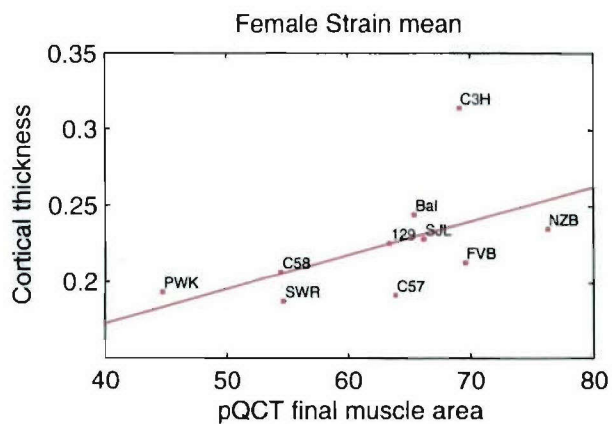 Female Strain mean
0.35
0.3
0.25
0.2
Cortical thickness
C3H
Bal
129
SJL
NZB
FVB
C58
PWK
SWR
C57
40
50
60
70
80
pQCT final muscle area